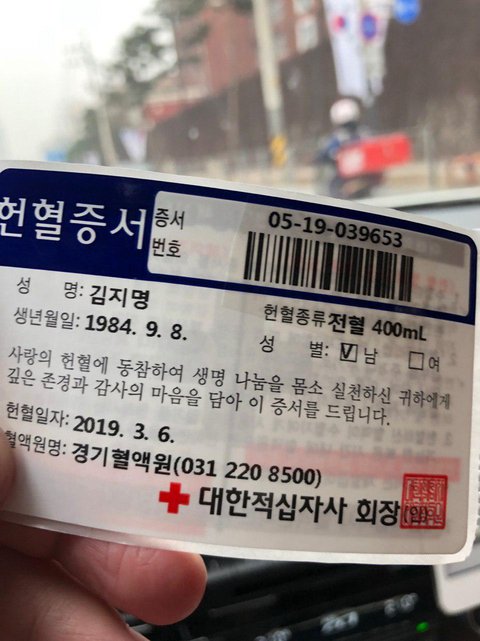 헌혈증서
증서번호
05-19-039653
성 명: 김지명
헌혈종류 전혈 400mL
생년월일: 1984. 9. 8.
성 별: ☑남 ☐여
사랑의 헌혈에 동참하여 생명 나눔을 몸소 실천하신 귀하에게
깊은 존경과 감사의 마음을 담아 이 증서를 드립니다.
헌혈일자: 2019. 3. 6.
혈액원명: 경기혈액원(031 220 8500)
대한적십자사 회장(인)